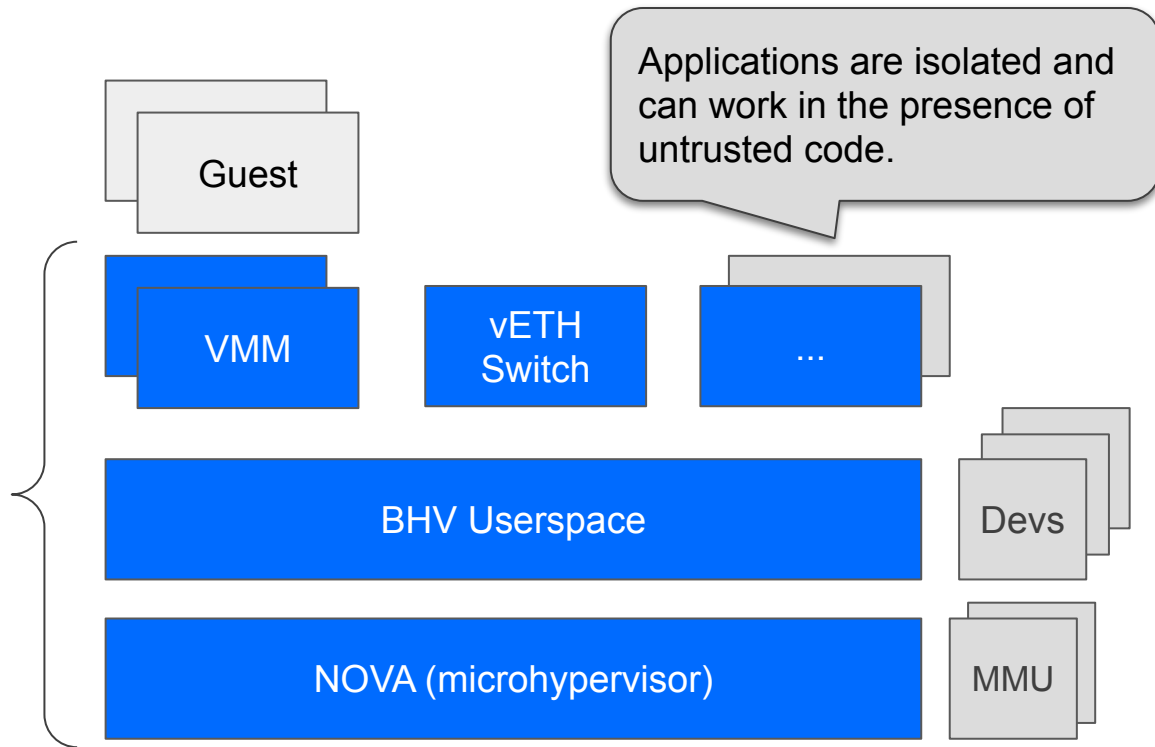 Applications are isolated and
can work in the presence of
untrusted code.
Guest
VMM
vETH
Switch
...
BHV Userspace
Devs
NOVA (microhypervisor)
MMU